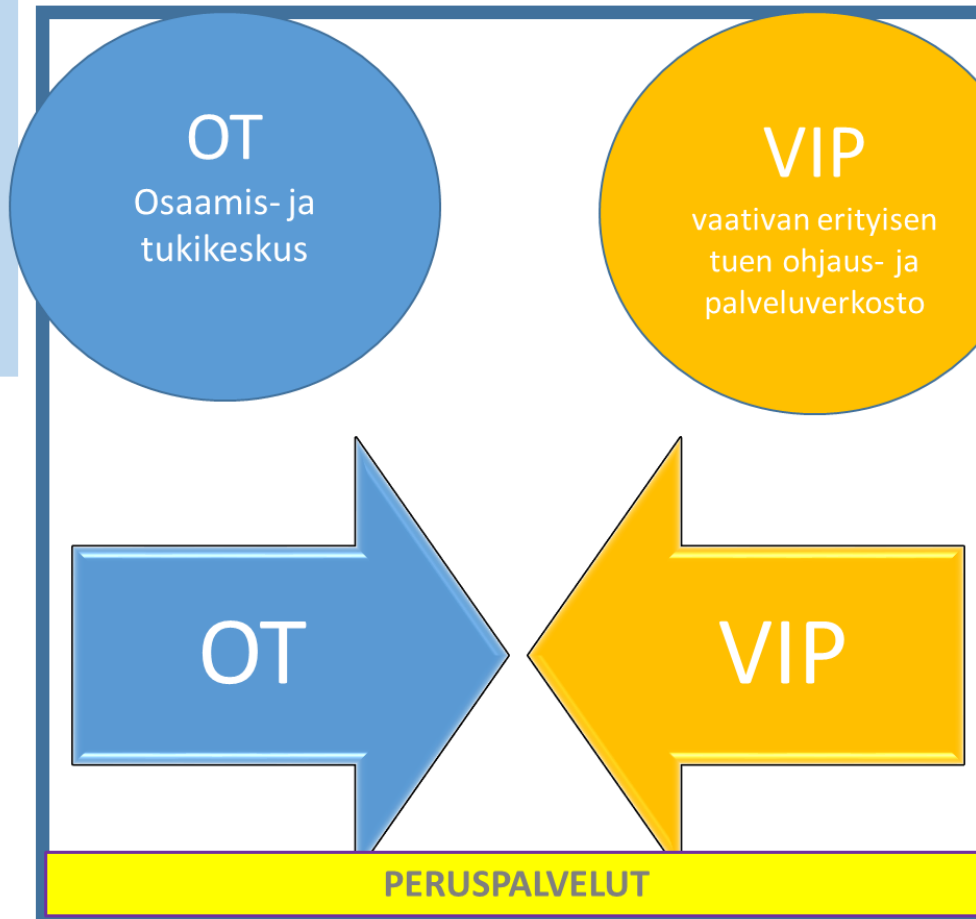 OT
Osaamis- ja
tukikeskus
VIP
vaativan erityisen
tuen ohjaus- ja
palveluverkosto
OT
VIP
PERUSPALVELUT